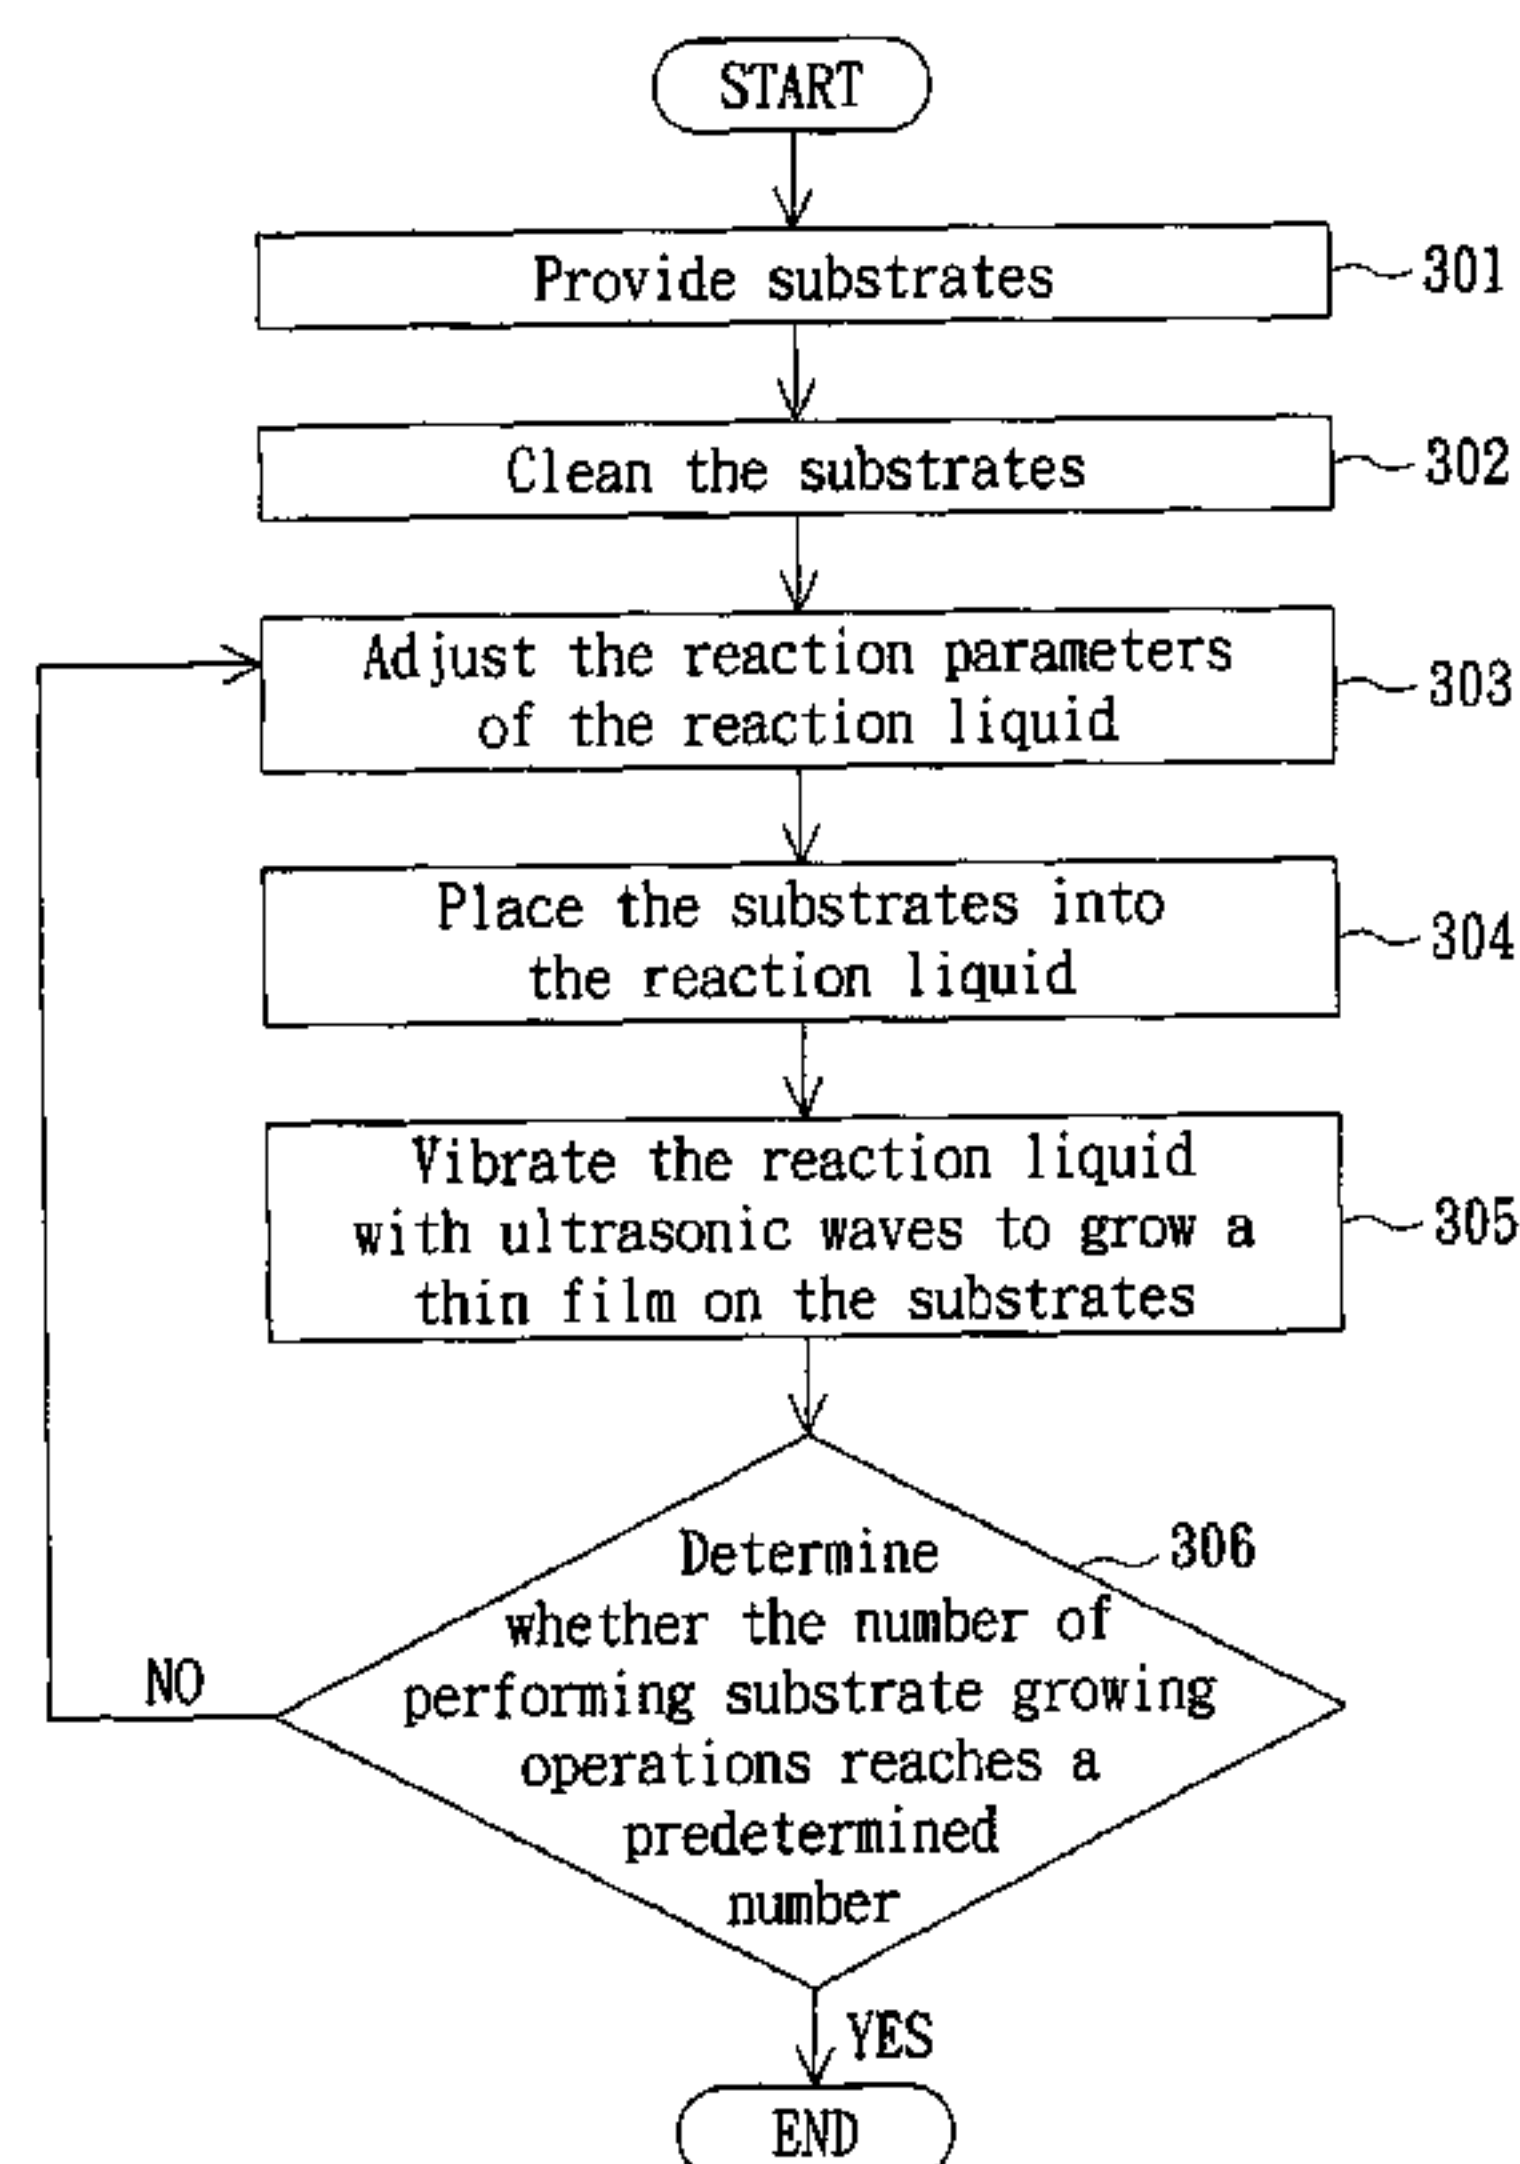 START
Provide substrates
301
Clean the substrates
302
Adjust the reaction parameters
of the reaction liquid
303
Place the substrates into
the reaction liquid
304
Vibrate the reaction liquid
with ultrasonic waves to grow a
thin film on the substrates
305
Determine
whether the number of
performing substrate growing
operations reaches a
predetermined
number
306
NO
YES
END